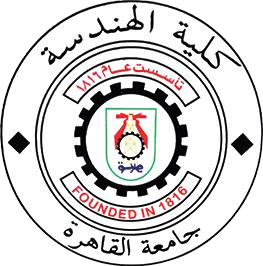 كلية الهندسة
تأسست عام ١٨١٦
FOUNDED IN 1816
جامعة القاهرة